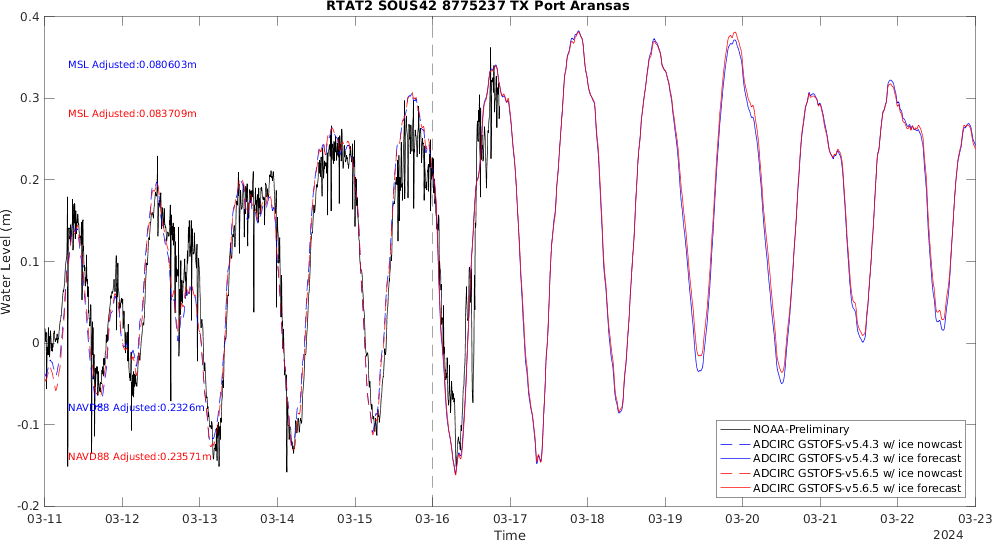 RTAT2 SOUS42 8775237 TX Port Aransas
0.4
0.3
0.2
0.1
0
-0.1
-0.2
Water Level (m)
MSL Adjusted:0.080603m
MSL Adjusted:0.083709m
NAVD88 Adjusted:0.2326m
NAVD88 Adjusted:0.23571m
NOAA-Preliminary
ADCIRC GSTOFS-v5.4.3 w/ ice nowcast
ADCIRC GSTOFS-v5.4.3 w/ ice forecast
ADCIRC GSTOFS-v5.6.5 w/ ice nowcast
ADCIRC GSTOFS-v5.6.5 w/ ice forecast
03-11 03-12 03-13 03-14 03-15 03-16 03-17 03-18 03-19 03-20 03-21 03-22 03-23
Time
2024